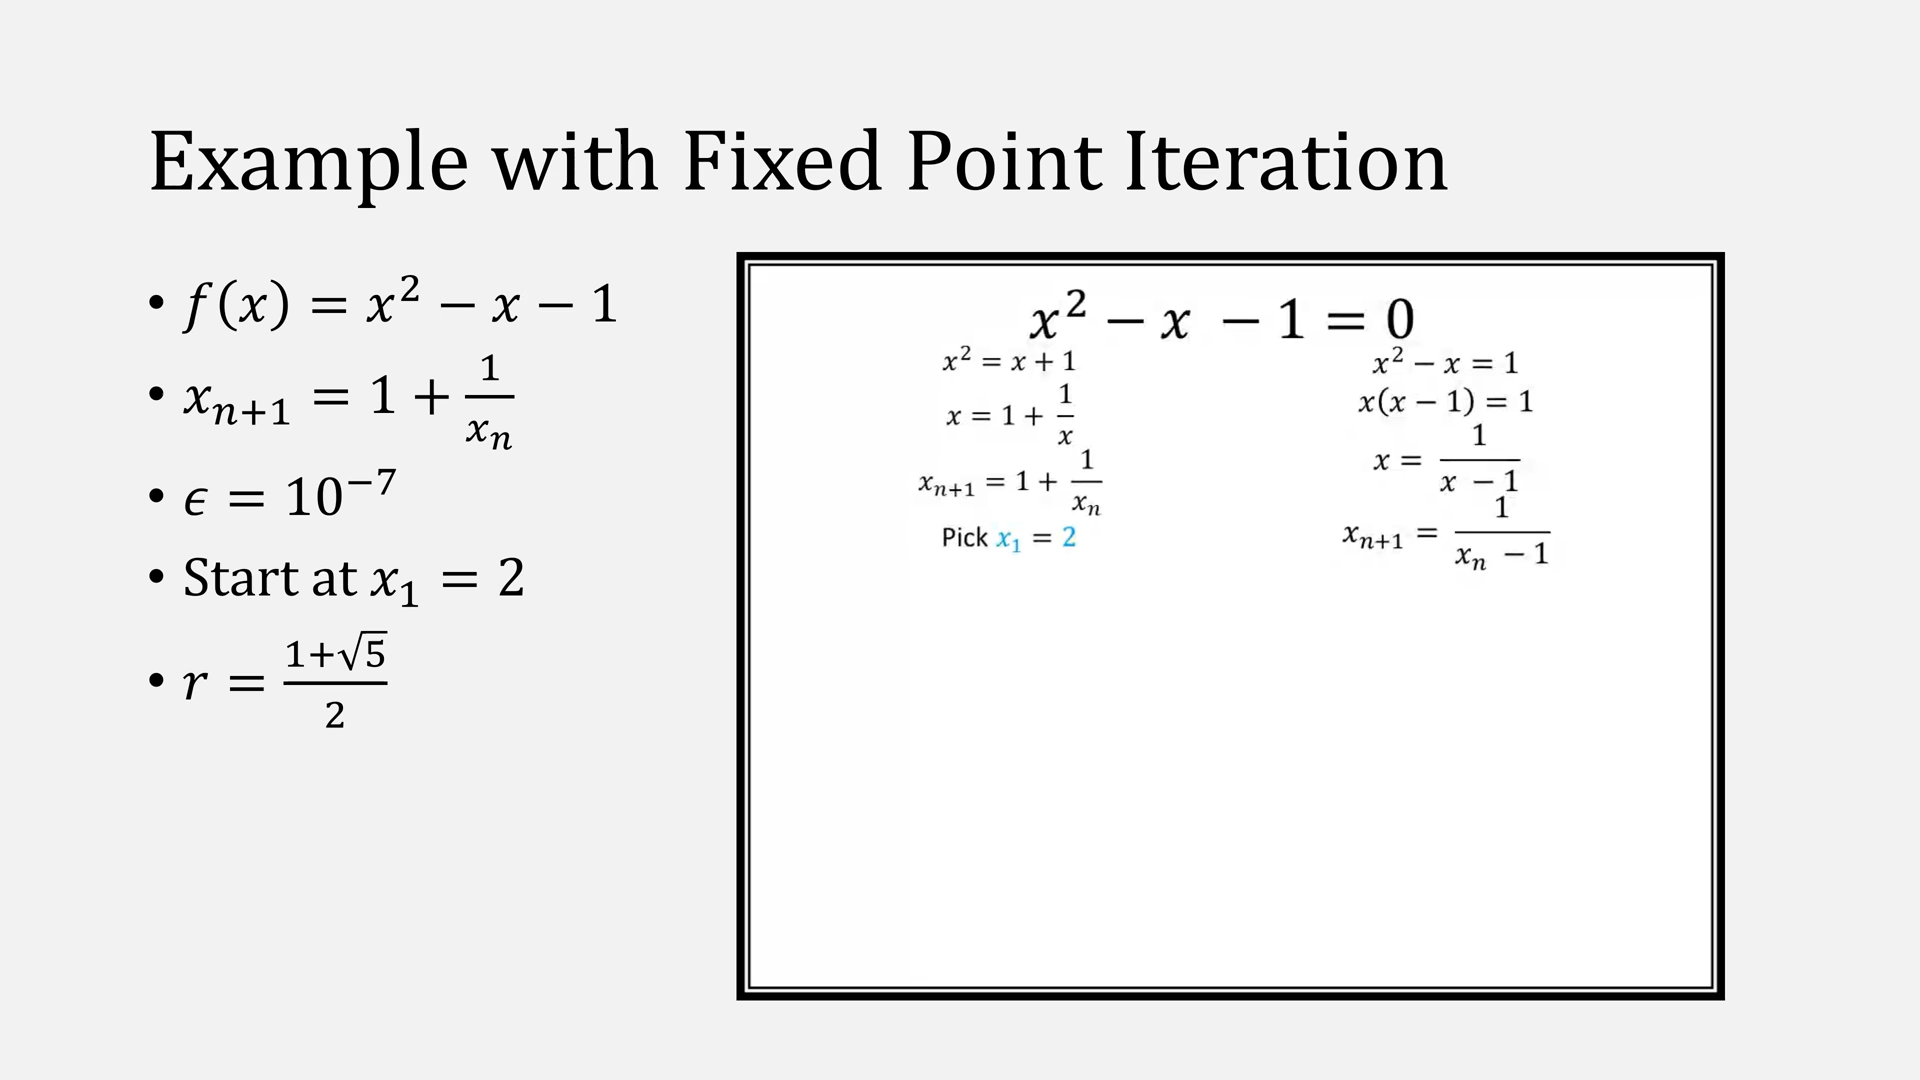 Example with Fixed Point Iteration
• f(x) = x² − x − 1
• xₙ₊₁ = 1 + 1/xₙ
• ϵ = 10⁻⁷
• Start at x₁ = 2
• r = (1+√5)/2
x² − x − 1 = 0
x² = x + 1
x = 1 + 1/x
xₙ₊₁ = 1 + 1/xₙ
Pick x₁ = 2
x² − x = 1
x(x − 1) = 1
x = 1/(x − 1)
xₙ₊₁ = 1/(xₙ − 1)